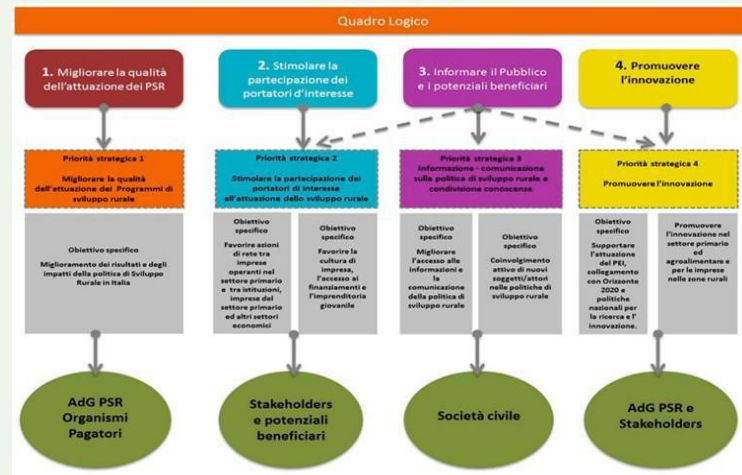 Quadro Logico
1. Migliorare la qualità
dell'attuazione dei PSR
2. Stimolare la
partecipazione dei
portatori d'interesse
3. Informare il Pubblico
e i potenziali beneficiari
4. Promuovere
l'innovazione
Priorità strategica 1
Migliorare la qualità
dell'attuazione dei Programmi di
sviluppo rurale
Priorità strategica 2
Stimolare la partecipazione dei
portatori di interesse
all'attuazione dello sviluppo rurale
Priorità strategica 3
Informazione - comunicazione
sulla politica di sviluppo rurale e
condivisione conoscenze
Priorità strategica 4
Promuovere l'innovazione
Obiettivo specifico
Miglioramento dei risultati e degli
impatti della politica di Sviluppo
Rurale in Italia
Obiettivo
specifico
Favorire azioni
di rete tra
imprese
operanti nel
settore primario
e tra istituzioni,
imprese del
settore primario
ed altri settori
economici
Obiettivo
specifico
Favorire la
cultura di
impresa,
l'accesso ai
finanziamenti e
l'imprenditoria
giovanile
Obiettivo
specifico
Migliorare
l'accesso alle
informazioni e
la
comunicazione
della politica di
sviluppo rurale
Obiettivo
specifico
Coinvolgimento
attivo di nuovi
soggetti/attori
nelle politiche
di sviluppo rurale
Obiettivo
specifico
Supportare
l'attuazione
del PEI,
collegamento
con Orizzonte
2020 e
politiche
nazionali per
la ricerca e l'
innovazione.
Promuovere
l'innovazione nel
settore primario
ed
agroalimentare e
per le imprese
nelle zone rurali
AdG PSR
Organismi
Pagatori
Stakeholders
e potenziali
beneficiari
Società civile
AdG PSR e
Stakeholders